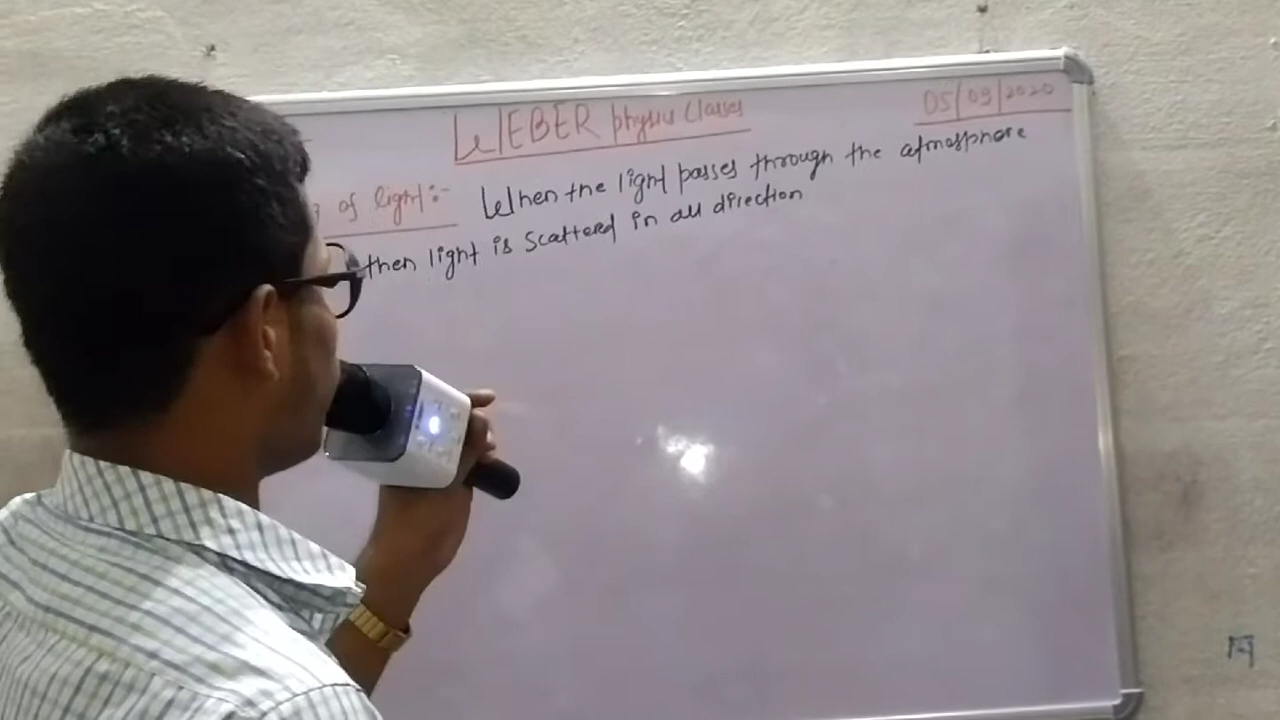 WEBER physics classes
05/09/2020
g of light:- When the light passes through the atmosphore
then light is scattered in all direction